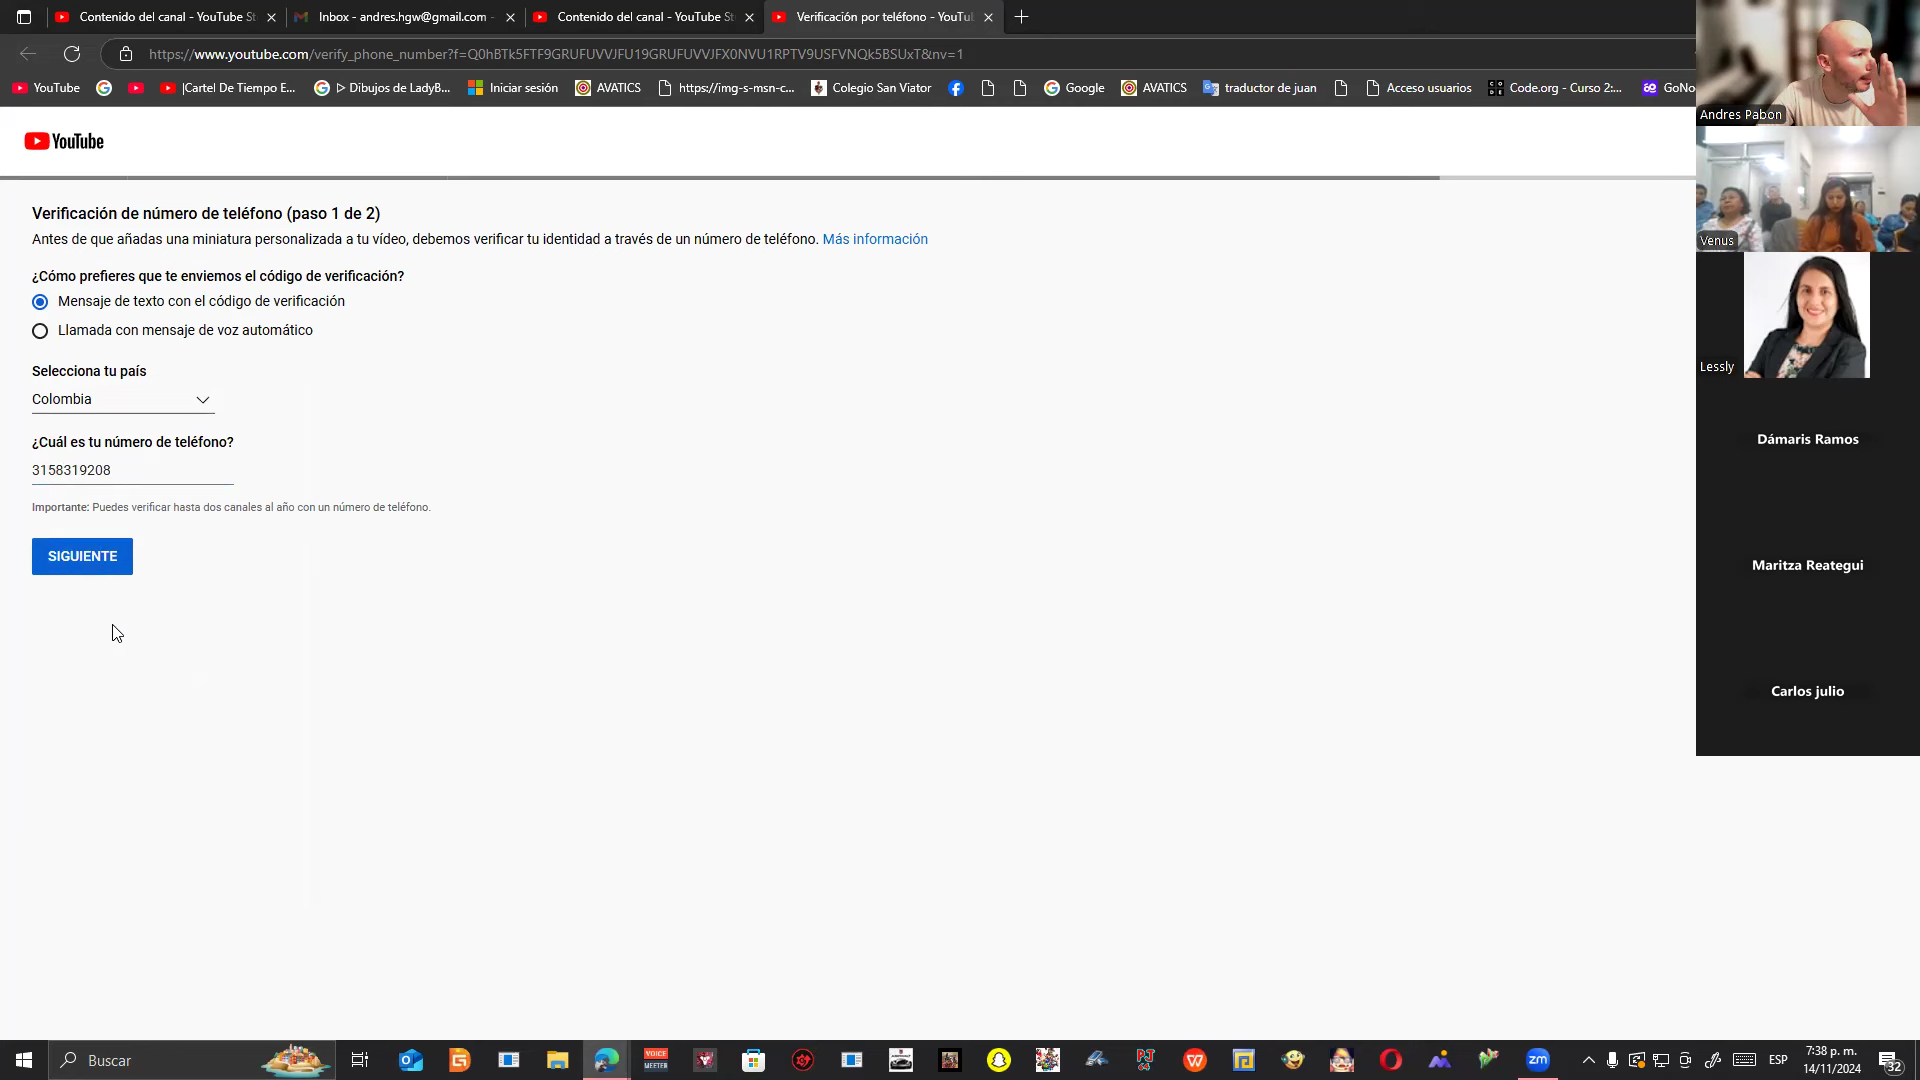 Contenido del canal - YouTube St
Inbox - andres.hgw@gmail.com -
Contenido del canal - YouTube St
Verificación por teléfono - YouTu
https://www.youtube.com/verify_phone_number?f=Q0hBTk5FTF9GRUFUVVJFU19GRUFUVVJFX0NVU1RPTV9USFVNQk5BSUxT&nv=1
YouTube
|Cartel De Tiempo E...
ᐅ Dibujos de LadyB...
Iniciar sesión
AVATICS
https://img-s-msn-c...
Colegio San Viator
Google
AVATICS
traductor de juan
Acceso usuarios
Code.org - Curso 2:...
GoNo
YouTube
Verificación de número de teléfono (paso 1 de 2)
Antes de que añadas una miniatura personalizada a tu vídeo, debemos verificar tu identidad a través de un número de teléfono. Más información
¿Cómo prefieres que te enviemos el código de verificación?
Mensaje de texto con el código de verificación
Llamada con mensaje de voz automático
Selecciona tu país
Colombia
¿Cuál es tu número de teléfono?
3158319208
Importante: Puedes verificar hasta dos canales al año con un número de teléfono.
SIGUIENTE
Andres Pabon
Venus
Lessly
Dámaris Ramos
Maritza Reategui
Carlos julio
Buscar
VOICE
MEETER
zm
ESP
7:38 p. m.
14/11/2024
32